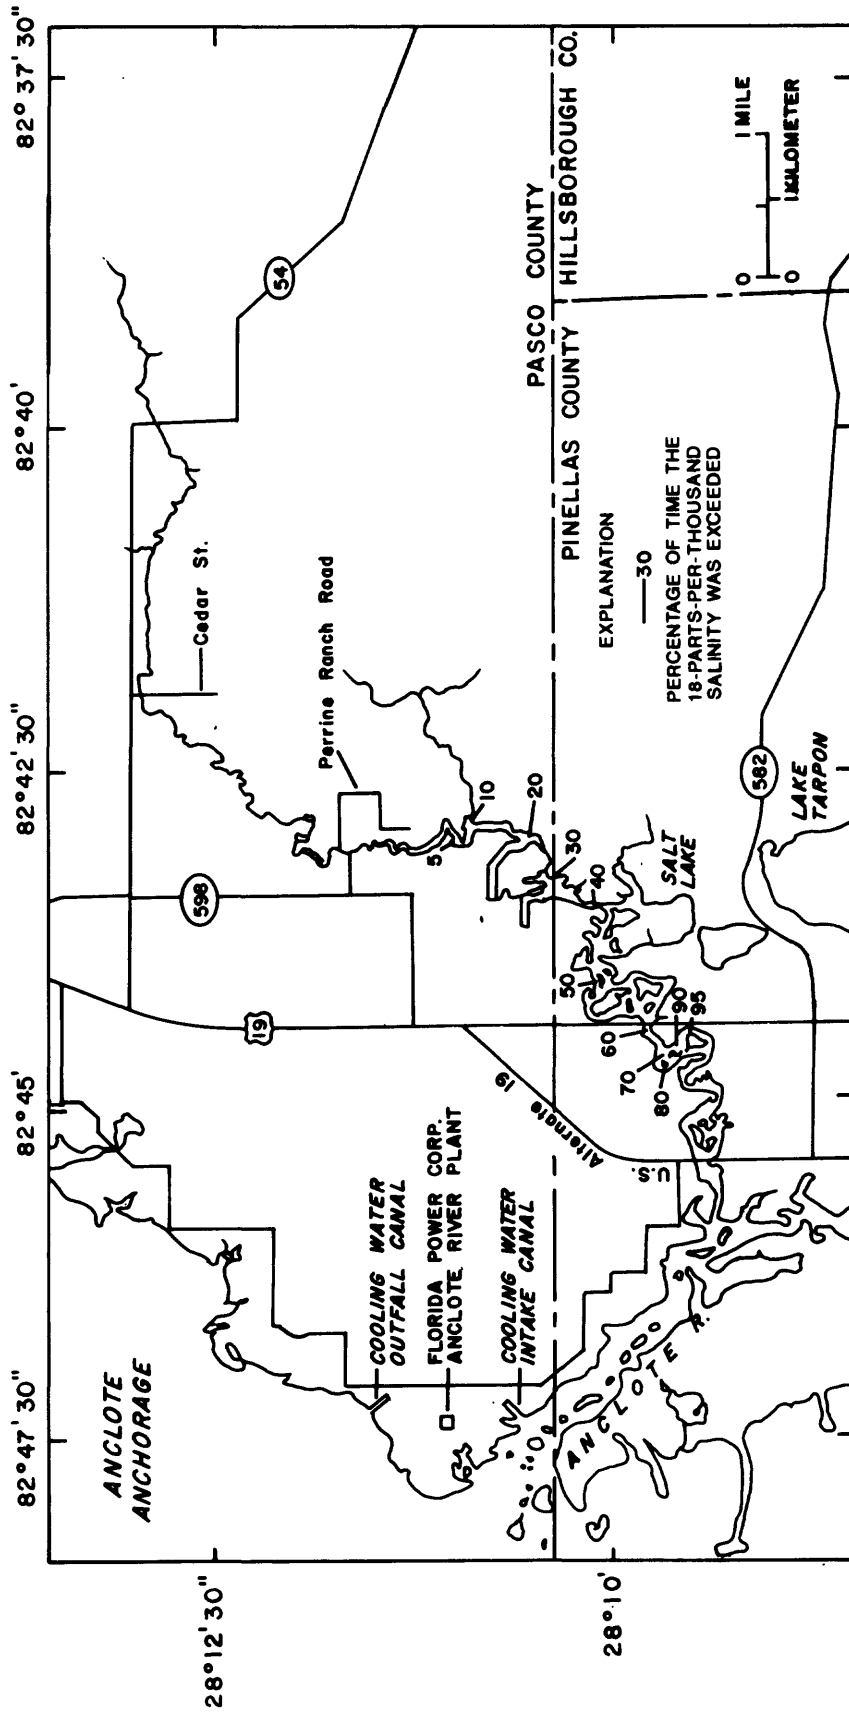 82°47'30"
82°45'
82°42'30"
82°40'
82°37'30"
28°12'30"
28°10'
ANCLOTE
ANCHORAGE
COOLING WATER
OUTFALL CANAL
FLORIDA POWER CORP.
ANCLOTE RIVER PLANT
COOLING WATER
INTAKE CANAL
ANCLOTE R.
19
598
54
Cedar St.
Perrine Ranch Road
U.S. Alternate 19
5
10
20
30
40
50
60
70
80
90
95
SALT
LAKE
582
LAKE
TARPON
PASCO COUNTY
PINELLAS COUNTY
HILLSBOROUGH CO.
EXPLANATION
30
PERCENTAGE OF TIME THE
18-PARTS-PER-THOUSAND
SALINITY WAS EXCEEDED
0
1 MILE
0
1 KILOMETER